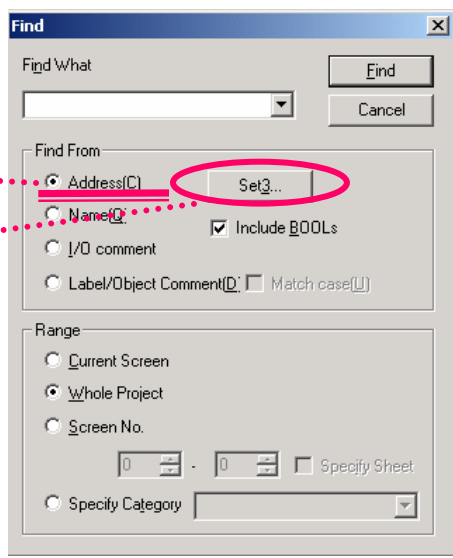 Find
Find What
Find
Cancel
Find From
Address(C)
Set3...
Name(Q)
Include BOOLs
I/O comment
Label/Object Comment(D)
Match case(U)
Range
Current Screen
Whole Project
Screen No.
0 - 0
Specify Sheet
Specify Category